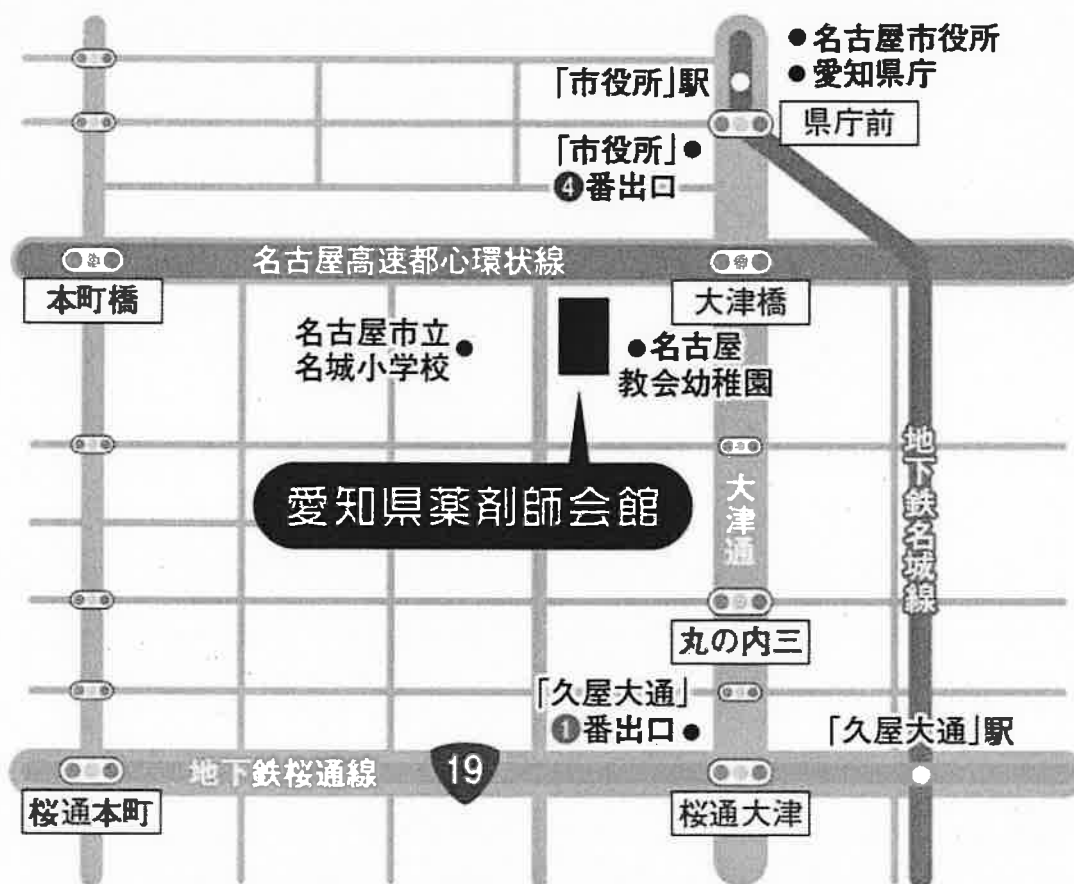 ●名古屋市役所
●愛知県庁
「市役所」駅
県庁前
「市役所」●
❹番出口
名古屋高速都心環状線
本町橋
大津橋
名古屋市立
名城小学校●
●名古屋
教会幼稚園
愛知県薬剤師会館
大津通
地下鉄名城線
丸の内三
「久屋大通」
❶番出口●
「久屋大通」駅
地下鉄桜通線
19
桜通本町
桜通大津